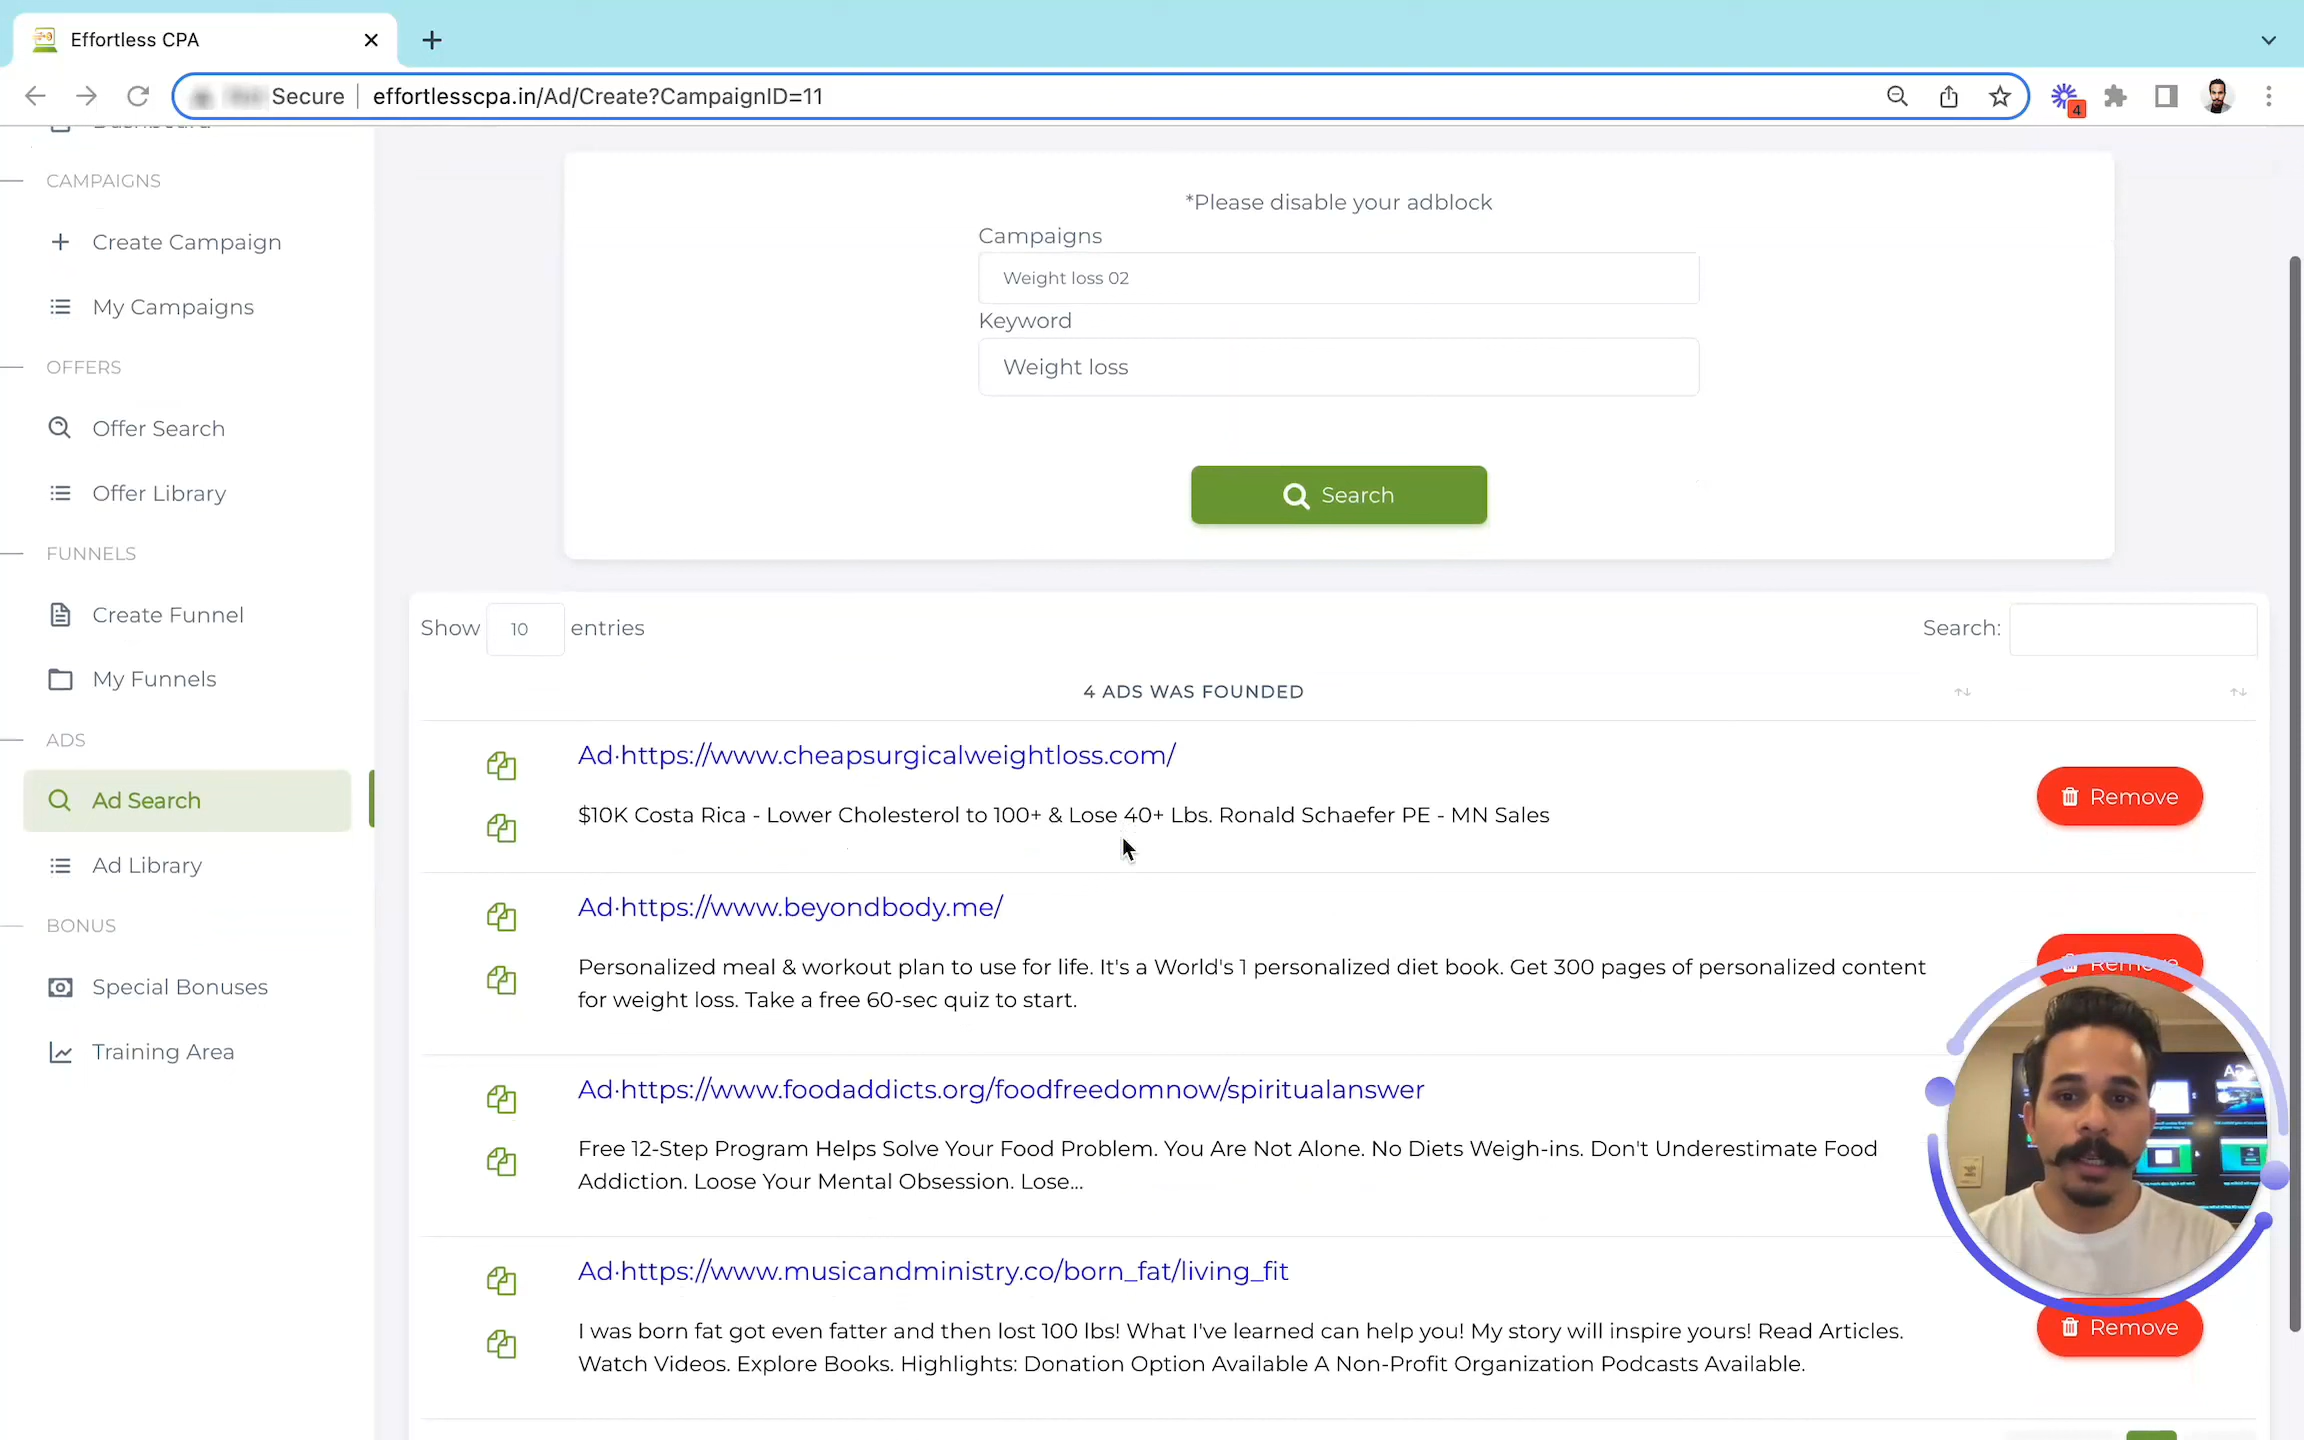 Effortless CPA
Secure
effortlesscpa.in/Ad/Create?CampaignID=11
4
CAMPAIGNS
Create Campaign
My Campaigns
OFFERS
Offer Search
Offer Library
FUNNELS
Create Funnel
My Funnels
ADS
Ad Search
Ad Library
BONUS
Special Bonuses
Training Area
*Please disable your adblock
Campaigns
Weight loss 02
Keyword
Weight loss
Search
Show 10 entries
Search:
4 ADS WAS FOUNDED
Ad·https://www.cheapsurgicalweightloss.com/
$10K Costa Rica - Lower Cholesterol to 100+ & Lose 40+ Lbs. Ronald Schaefer PE - MN Sales
Remove
Ad·https://www.beyondbody.me/
Personalized meal & workout plan to use for life. It's a World's 1 personalized diet book. Get 300 pages of personalized content
for weight loss. Take a free 60-sec quiz to start.
Remove
Ad·https://www.foodaddicts.org/foodfreedomnow/spiritualanswer
Free 12-Step Program Helps Solve Your Food Problem. You Are Not Alone. No Diets Weigh-ins. Don't Underestimate Food
Addiction. Loose Your Mental Obsession. Lose...
Ad·https://www.musicandministry.co/born_fat/living_fit
I was born fat got even fatter and then lost 100 lbs! What I've learned can help you! My story will inspire yours! Read Articles.
Watch Videos. Explore Books. Highlights: Donation Option Available A Non-Profit Organization Podcasts Available.
Remove